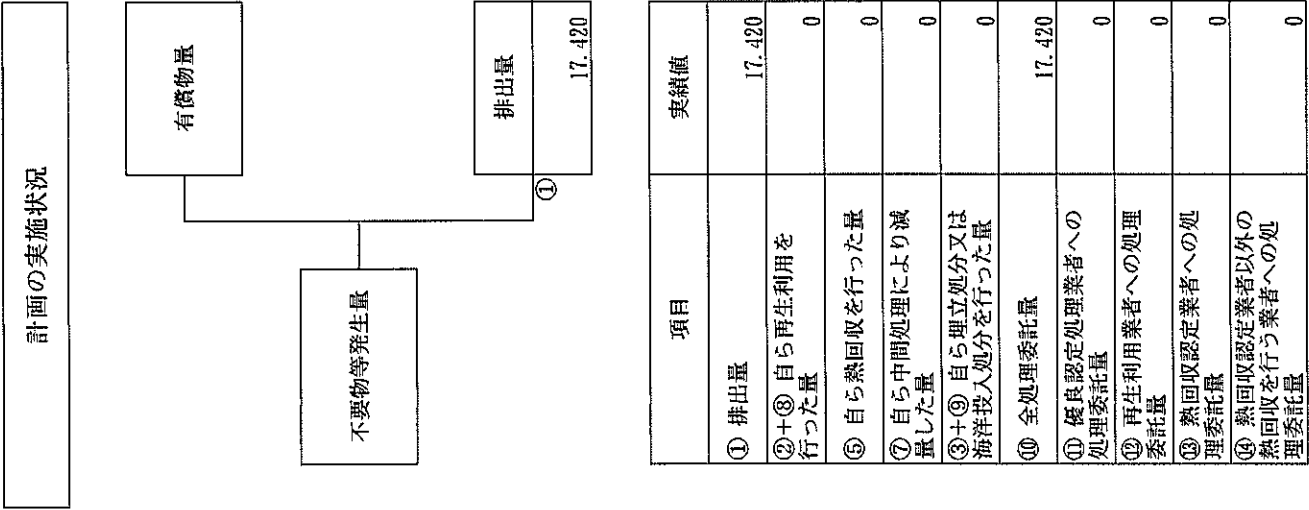 計画の実施状況
有償物量
不要物等発生量
排出量
①
17.420
項目
実績値
① 排出量
17.420
②+⑧ 自ら再生利用を
行った量
0
⑤ 自ら熱回収を行った量
0
⑦ 自ら中間処理により減
量した量
0
③+⑨ 自ら埋立処分又は
海洋投入処分を行った量
0
⑩ 全処理委託量
17.420
⑪ 優良認定処理業者への
処理委託量
0
⑫ 再生利用業者への処理
委託量
0
⑬ 熱回収認定業者への処
理委託量
0
⑭ 熱回収認定業者以外の
熱回収を行う業者への処
理委託量
0